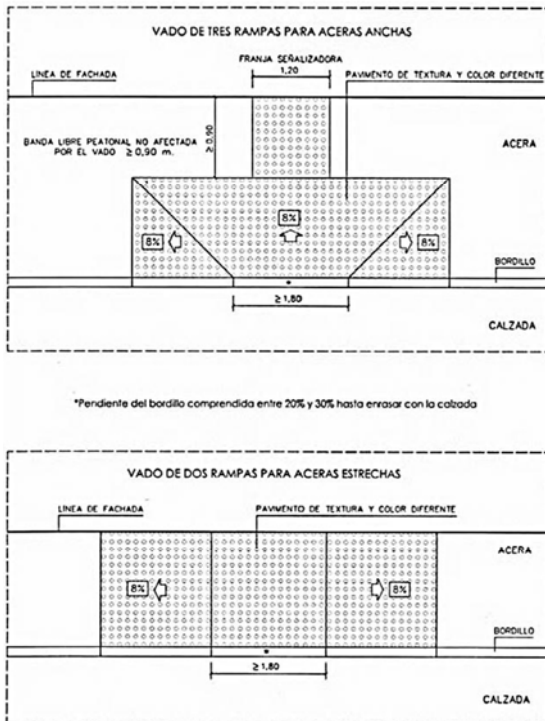 VADO DE TRES RAMPAS PARA ACERAS ANCHAS
FRANJA SEÑALIZADORA
1,20
LINEA DE FACHADA
PAVIMENTO DE TEXTURA Y COLOR DIFERENTE
BANDA LIBRE PEATONAL NO AFECTADA
POR EL VADO ≥ 0,90 m.
≥ 0,90
ACERA
8%
8%
8%
BORDILLO
*
≥ 1,80
CALZADA
*Pendiente del bordillo comprendida entre 20% y 30% hasta enrasar con la calzada
VADO DE DOS RAMPAS PARA ACERAS ESTRECHAS
LINEA DE FACHADA
PAVIMENTO DE TEXTURA Y COLOR DIFERENTE
ACERA
8%
8%
BORDILLO
*
≥ 1,80
CALZADA